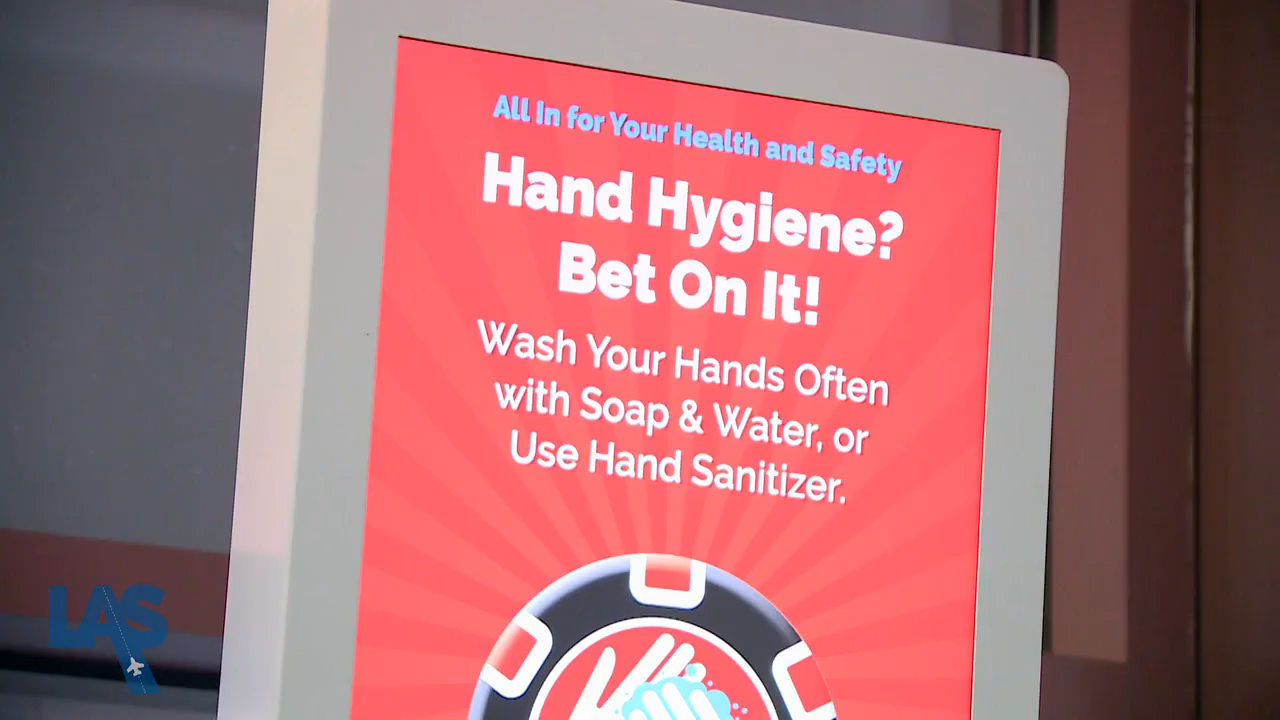 All In for Your Health and Safety
Hand Hygiene?
Bet On It!
Wash Your Hands Often
with Soap & Water, or
Use Hand Sanitizer.
LAS